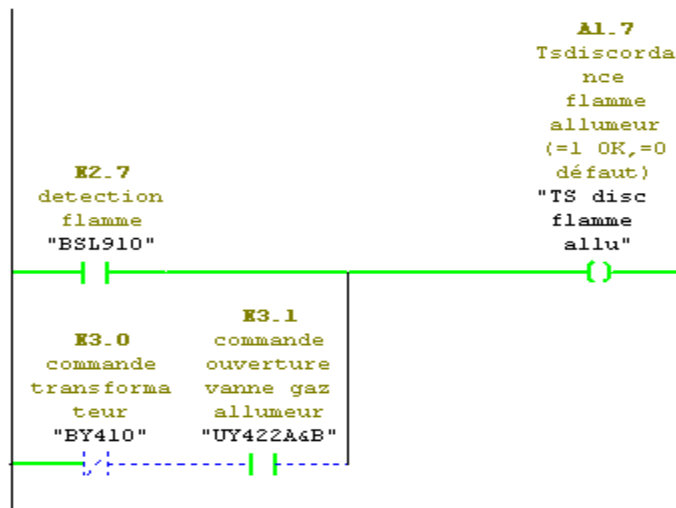 A1.7
Tsdiscorda
nce
flamme
allumeur
(=1 OK,=0
défaut)
"TS disc
flamme
allu"
E2.7
detection
flamme
"BSL910"
E3.0
commande
transforma
teur
"BY410"
E3.1
commande
ouverture
vanne gaz
allumeur
"UY422A&B"